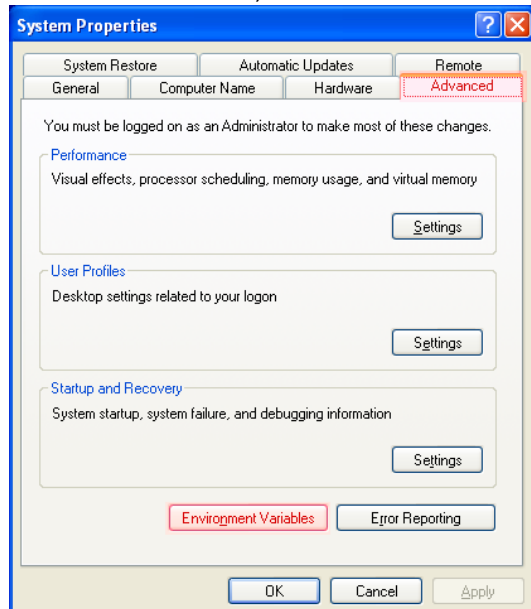 System Properties
System Restore Automatic Updates Remote
General Computer Name Hardware Advanced
You must be logged on as an Administrator to make most of these changes.
Performance
Visual effects, processor scheduling, memory usage, and virtual memory
Settings
User Profiles
Desktop settings related to your logon
Settings
Startup and Recovery
System startup, system failure, and debugging information
Settings
Environment Variables Error Reporting
OK Cancel Apply